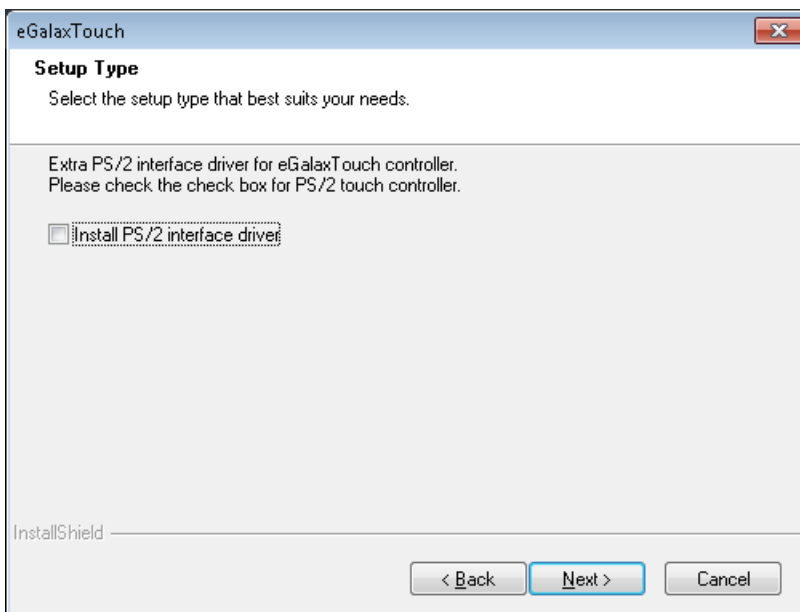 eGalaxTouch
Setup Type
Select the setup type that best suits your needs.
Extra PS/2 interface driver for eGalaxTouch controller.
Please check the check box for PS/2 touch controller.
Install PS/2 interface driver
InstallShield
< Back
Next >
Cancel